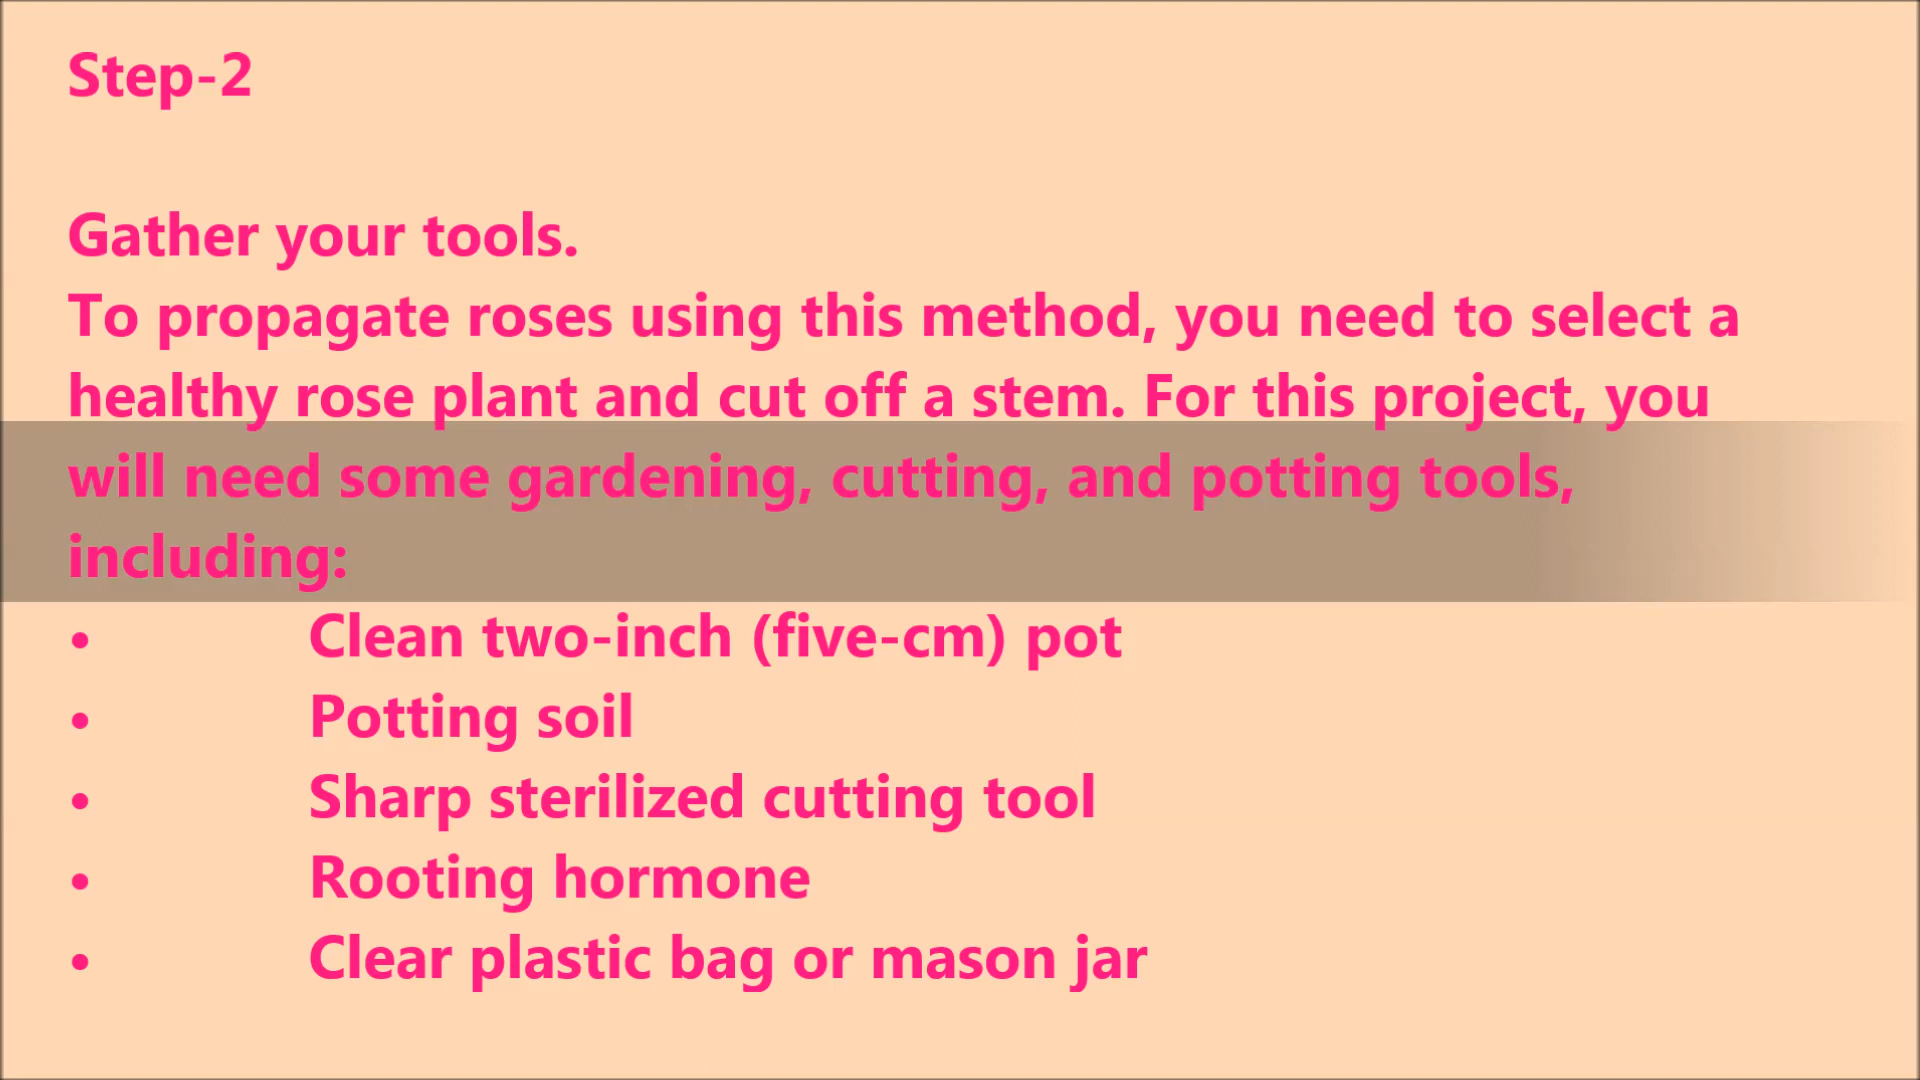 Step-2
Gather your tools.
To propagate roses using this method, you need to select a
healthy rose plant and cut off a stem. For this project, you
will need some gardening, cutting, and potting tools,
including:
• Clean two-inch (five-cm) pot
• Potting soil
• Sharp sterilized cutting tool
• Rooting hormone
• Clear plastic bag or mason jar